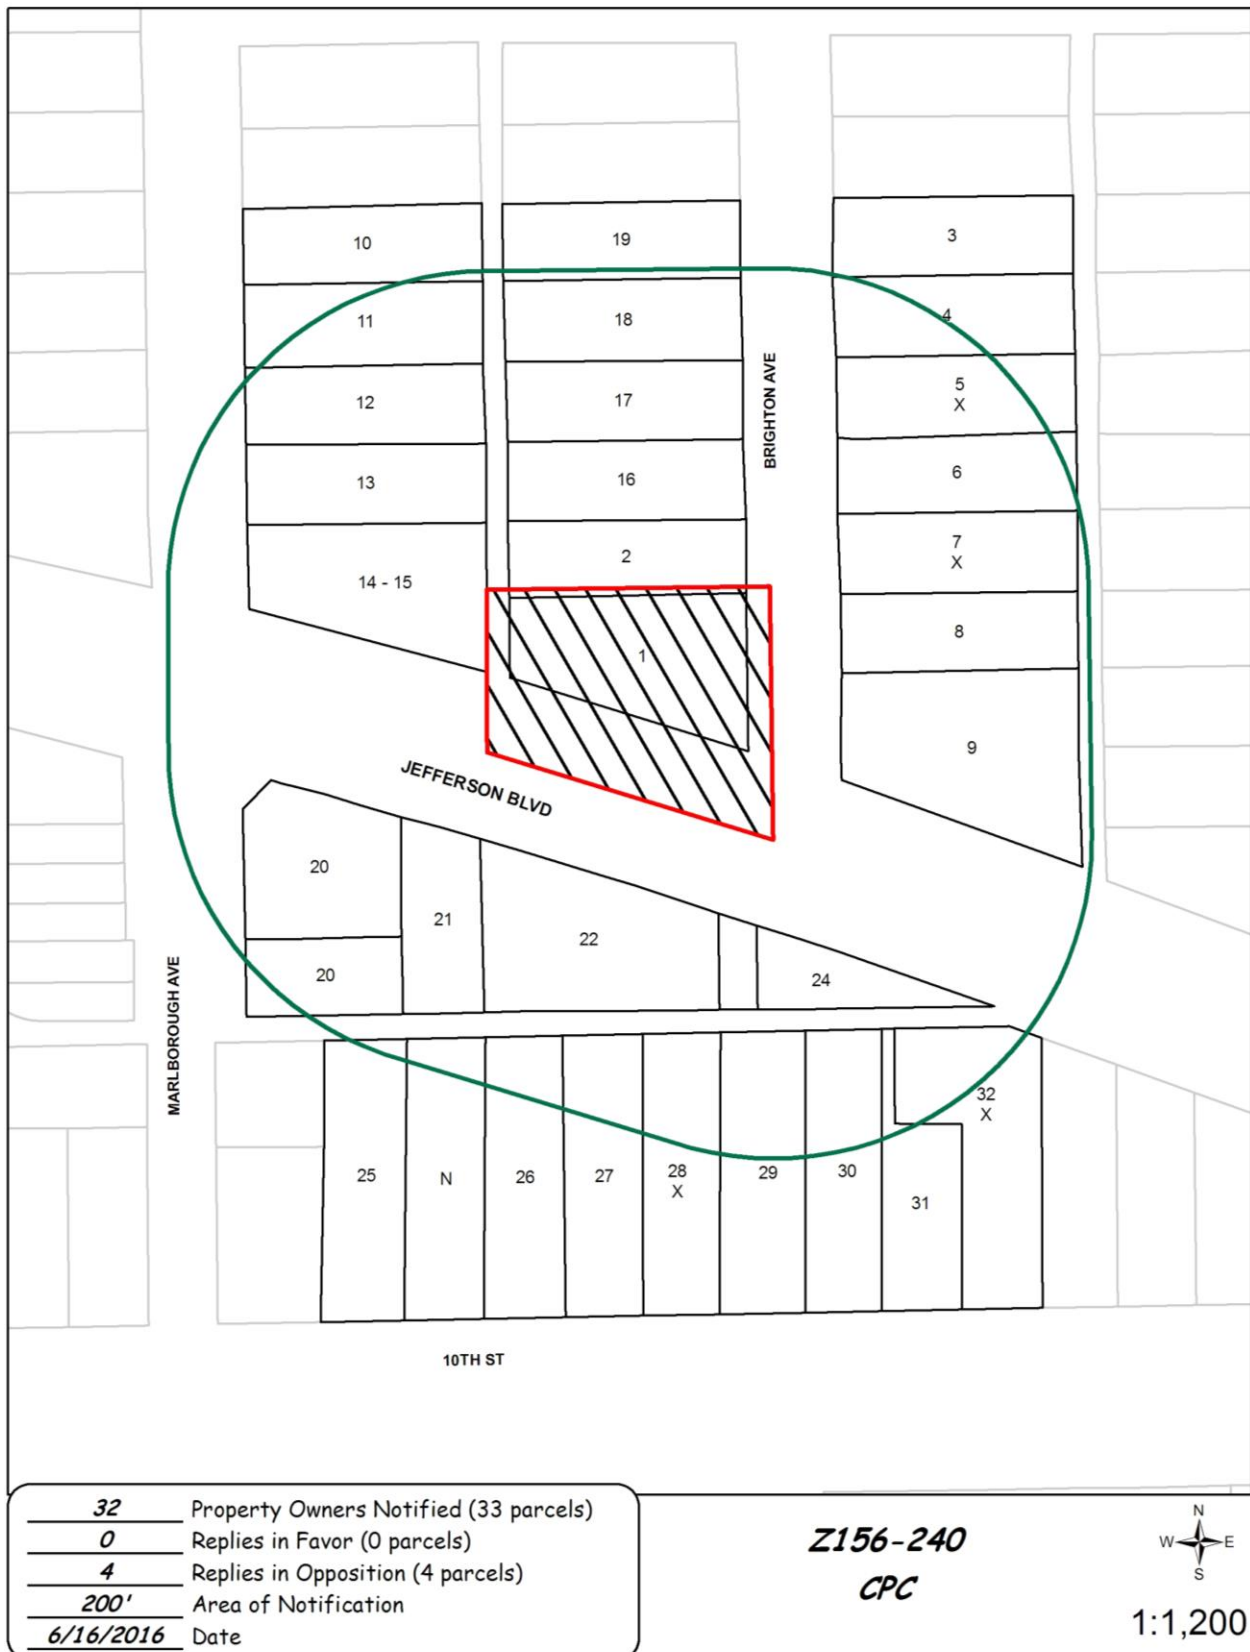 10
19
3
11
18
4
12
17
5
X
BRIGHTON AVE
13
16
6
14 - 15
2
7
X
1
8
9
JEFFERSON BLVD
20
21
22
20
24
MARLBOROUGH AVE
25
N
26
27
28
X
29
30
31
32
X
10TH ST
32 Property Owners Notified (33 parcels)
0 Replies in Favor (0 parcels)
4 Replies in Opposition (4 parcels)
200' Area of Notification
6/16/2016 Date
Z156-240
CPC
N
W E
S
1:1,200